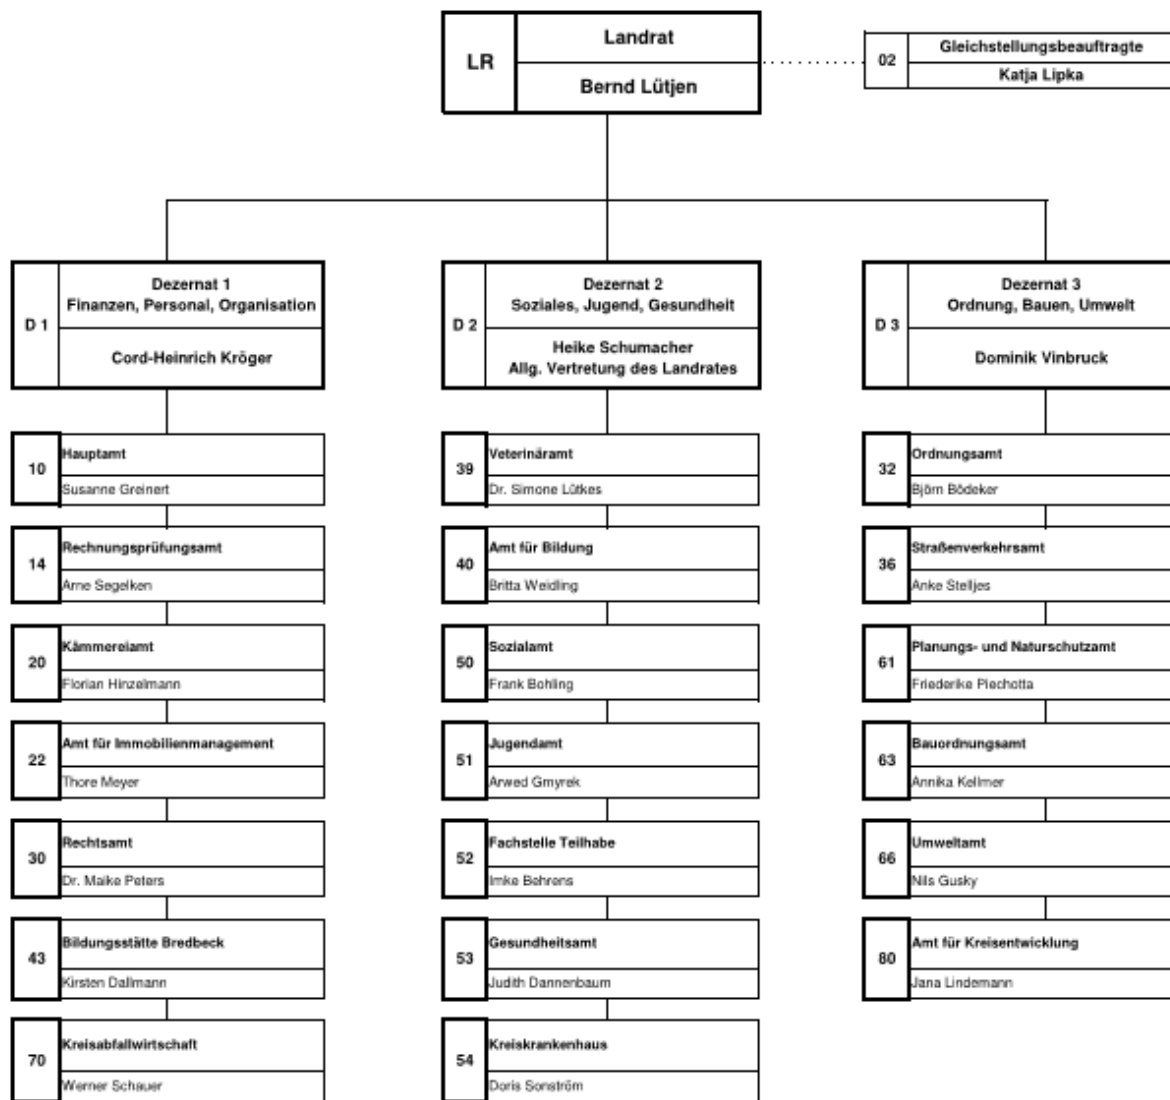 LR
Landrat
Bernd Lütjen
02
Gleichstellungsbeauftragte
Katja Lipka
D 1
Dezernat 1
Finanzen, Personal, Organisation
Cord-Heinrich Kröger
D 2
Dezernat 2
Soziales, Jugend, Gesundheit
Heike Schumacher
Allg. Vertretung des Landrates
D 3
Dezernat 3
Ordnung, Bauen, Umwelt
Dominik Vinbruck
10
Hauptamt
Susanne Greinert
14
Rechnungsprüfungsamt
Arne Segelken
20
Kämmereiamt
Florian Hinzelmann
22
Amt für Immobilienmanagement
Thore Meyer
30
Rechtsamt
Dr. Maike Peters
43
Bildungsstätte Bredbeck
Kirsten Dallmann
70
Kreisabfallwirtschaft
Werner Schauer
39
Veterinäramt
Dr. Simone Lütkes
40
Amt für Bildung
Britta Weidling
50
Sozialamt
Frank Bohling
51
Jugendamt
Arwed Gmyrek
52
Fachstelle Teilhabe
Imke Behrens
53
Gesundheitsamt
Judith Dannenbaum
54
Kreiskrankenhaus
Doris Sonström
32
Ordnungsamt
Björn Bödeker
36
Straßenverkehrsamt
Anke Stelljes
61
Planungs- und Naturschutzamt
Friederike Piechotta
63
Bauordnungsamt
Annika Kellmer
66
Umweltamt
Nils Gusky
80
Amt für Kreisentwicklung
Jana Lindemann